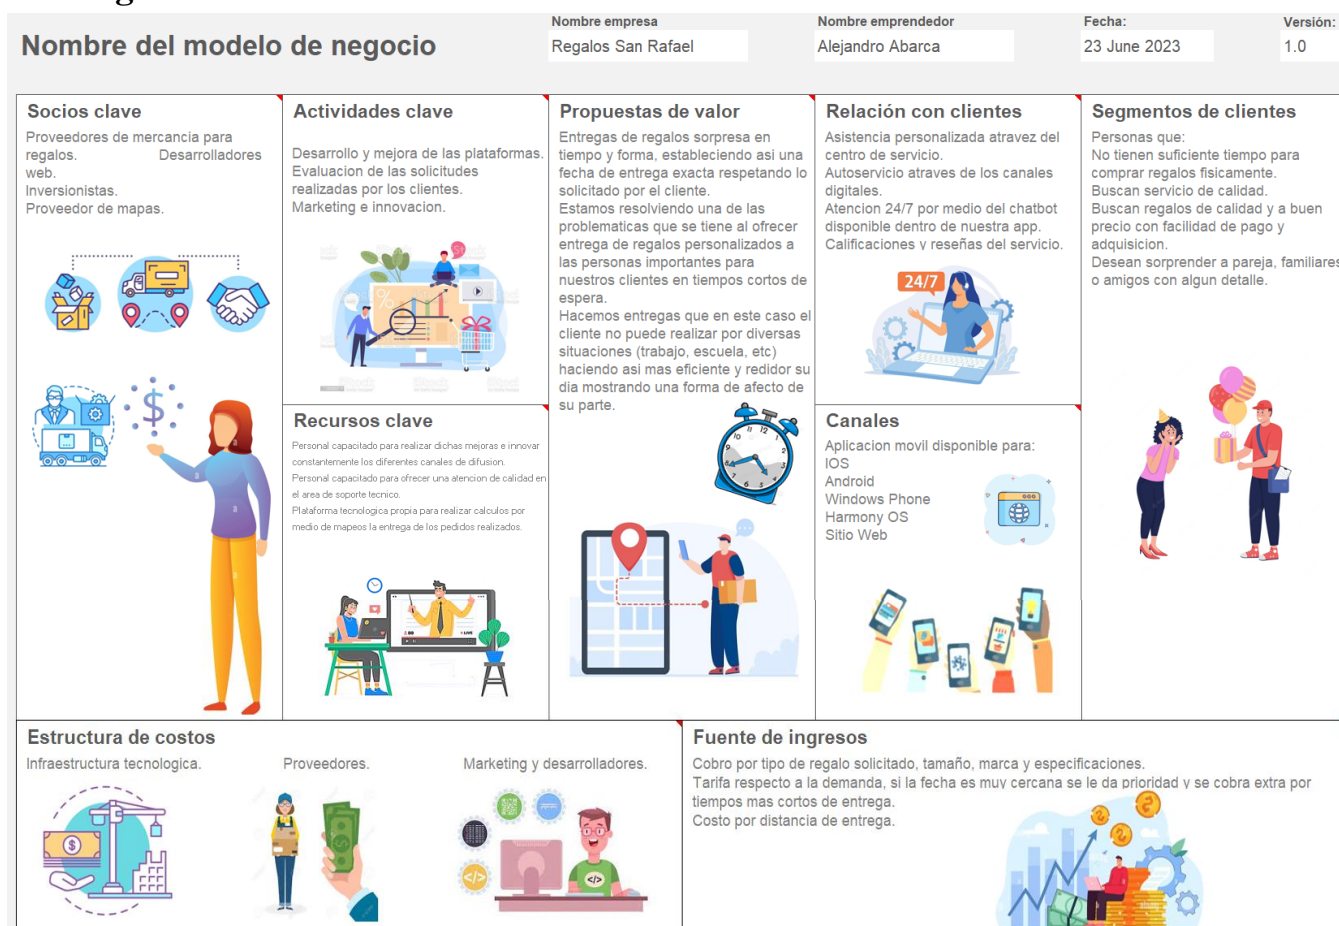 Nombre del modelo de negocio
Nombre empresa
Regalos San Rafael
Nombre emprendedor
Alejandro Abarca
Fecha:
23 June 2023
Versión:
1.0
Socios clave
Proveedores de mercancia para
regalos. Desarrolladores
web.
Inversionistas.
Proveedor de mapas.
Actividades clave
Desarrollo y mejora de las plataformas.
Evaluacion de las solicitudes
realizadas por los clientes.
Marketing e innovacion.
Recursos clave
Personal capacitado para realizar dichas mejoras e innovar
constantemente los diferentes canales de difusion.
Personal capacitado para ofrecer una atencion de calidad en
el area de soporte tecnico.
Plataforma tecnologica propia para realizar calculos por
medio de mapeos la entrega de los pedidos realizados.
LIVE
Propuestas de valor
Entregas de regalos sorpresa en
tiempo y forma, estableciendo asi una
fecha de entrega exacta respetando lo
solicitado por el cliente.
Estamos resolviendo una de las
problematicas que se tiene al ofrecer
entrega de regalos personalizados a
las personas importantes para
nuestros clientes en tiempos cortos de
espera.
Hacemos entregas que en este caso el
cliente no puede realizar por diversas
situaciones (trabajo, escuela, etc)
haciendo asi mas eficiente y redidor su
dia mostrando una forma de afecto de
su parte.
Relación con clientes
Asistencia personalizada atravez del
centro de servicio.
Autoservicio atraves de los canales
digitales.
Atencion 24/7 por medio del chatbot
disponible dentro de nuestra app.
Calificaciones y reseñas del servicio.
24/7
Canales
Aplicacion movil disponible para:
IOS
Android
Windows Phone
Harmony OS
Sitio Web
Segmentos de clientes
Personas que:
No tienen suficiente tiempo para
comprar regalos fisicamente.
Buscan servicio de calidad.
Buscan regalos de calidad y a buen
precio con facilidad de pago y
adquisicion.
Desean sorprender a pareja, familiares
o amigos con algun detalle.
Estructura de costos
Infraestructura tecnologica. Proveedores. Marketing y desarrolladores.
Fuente de ingresos
Cobro por tipo de regalo solicitado, tamaño, marca y especificaciones.
Tarifa respecto a la demanda, si la fecha es muy cercana se le da prioridad y se cobra extra por
tiempos mas cortos de entrega.
Costo por distancia de entrega.